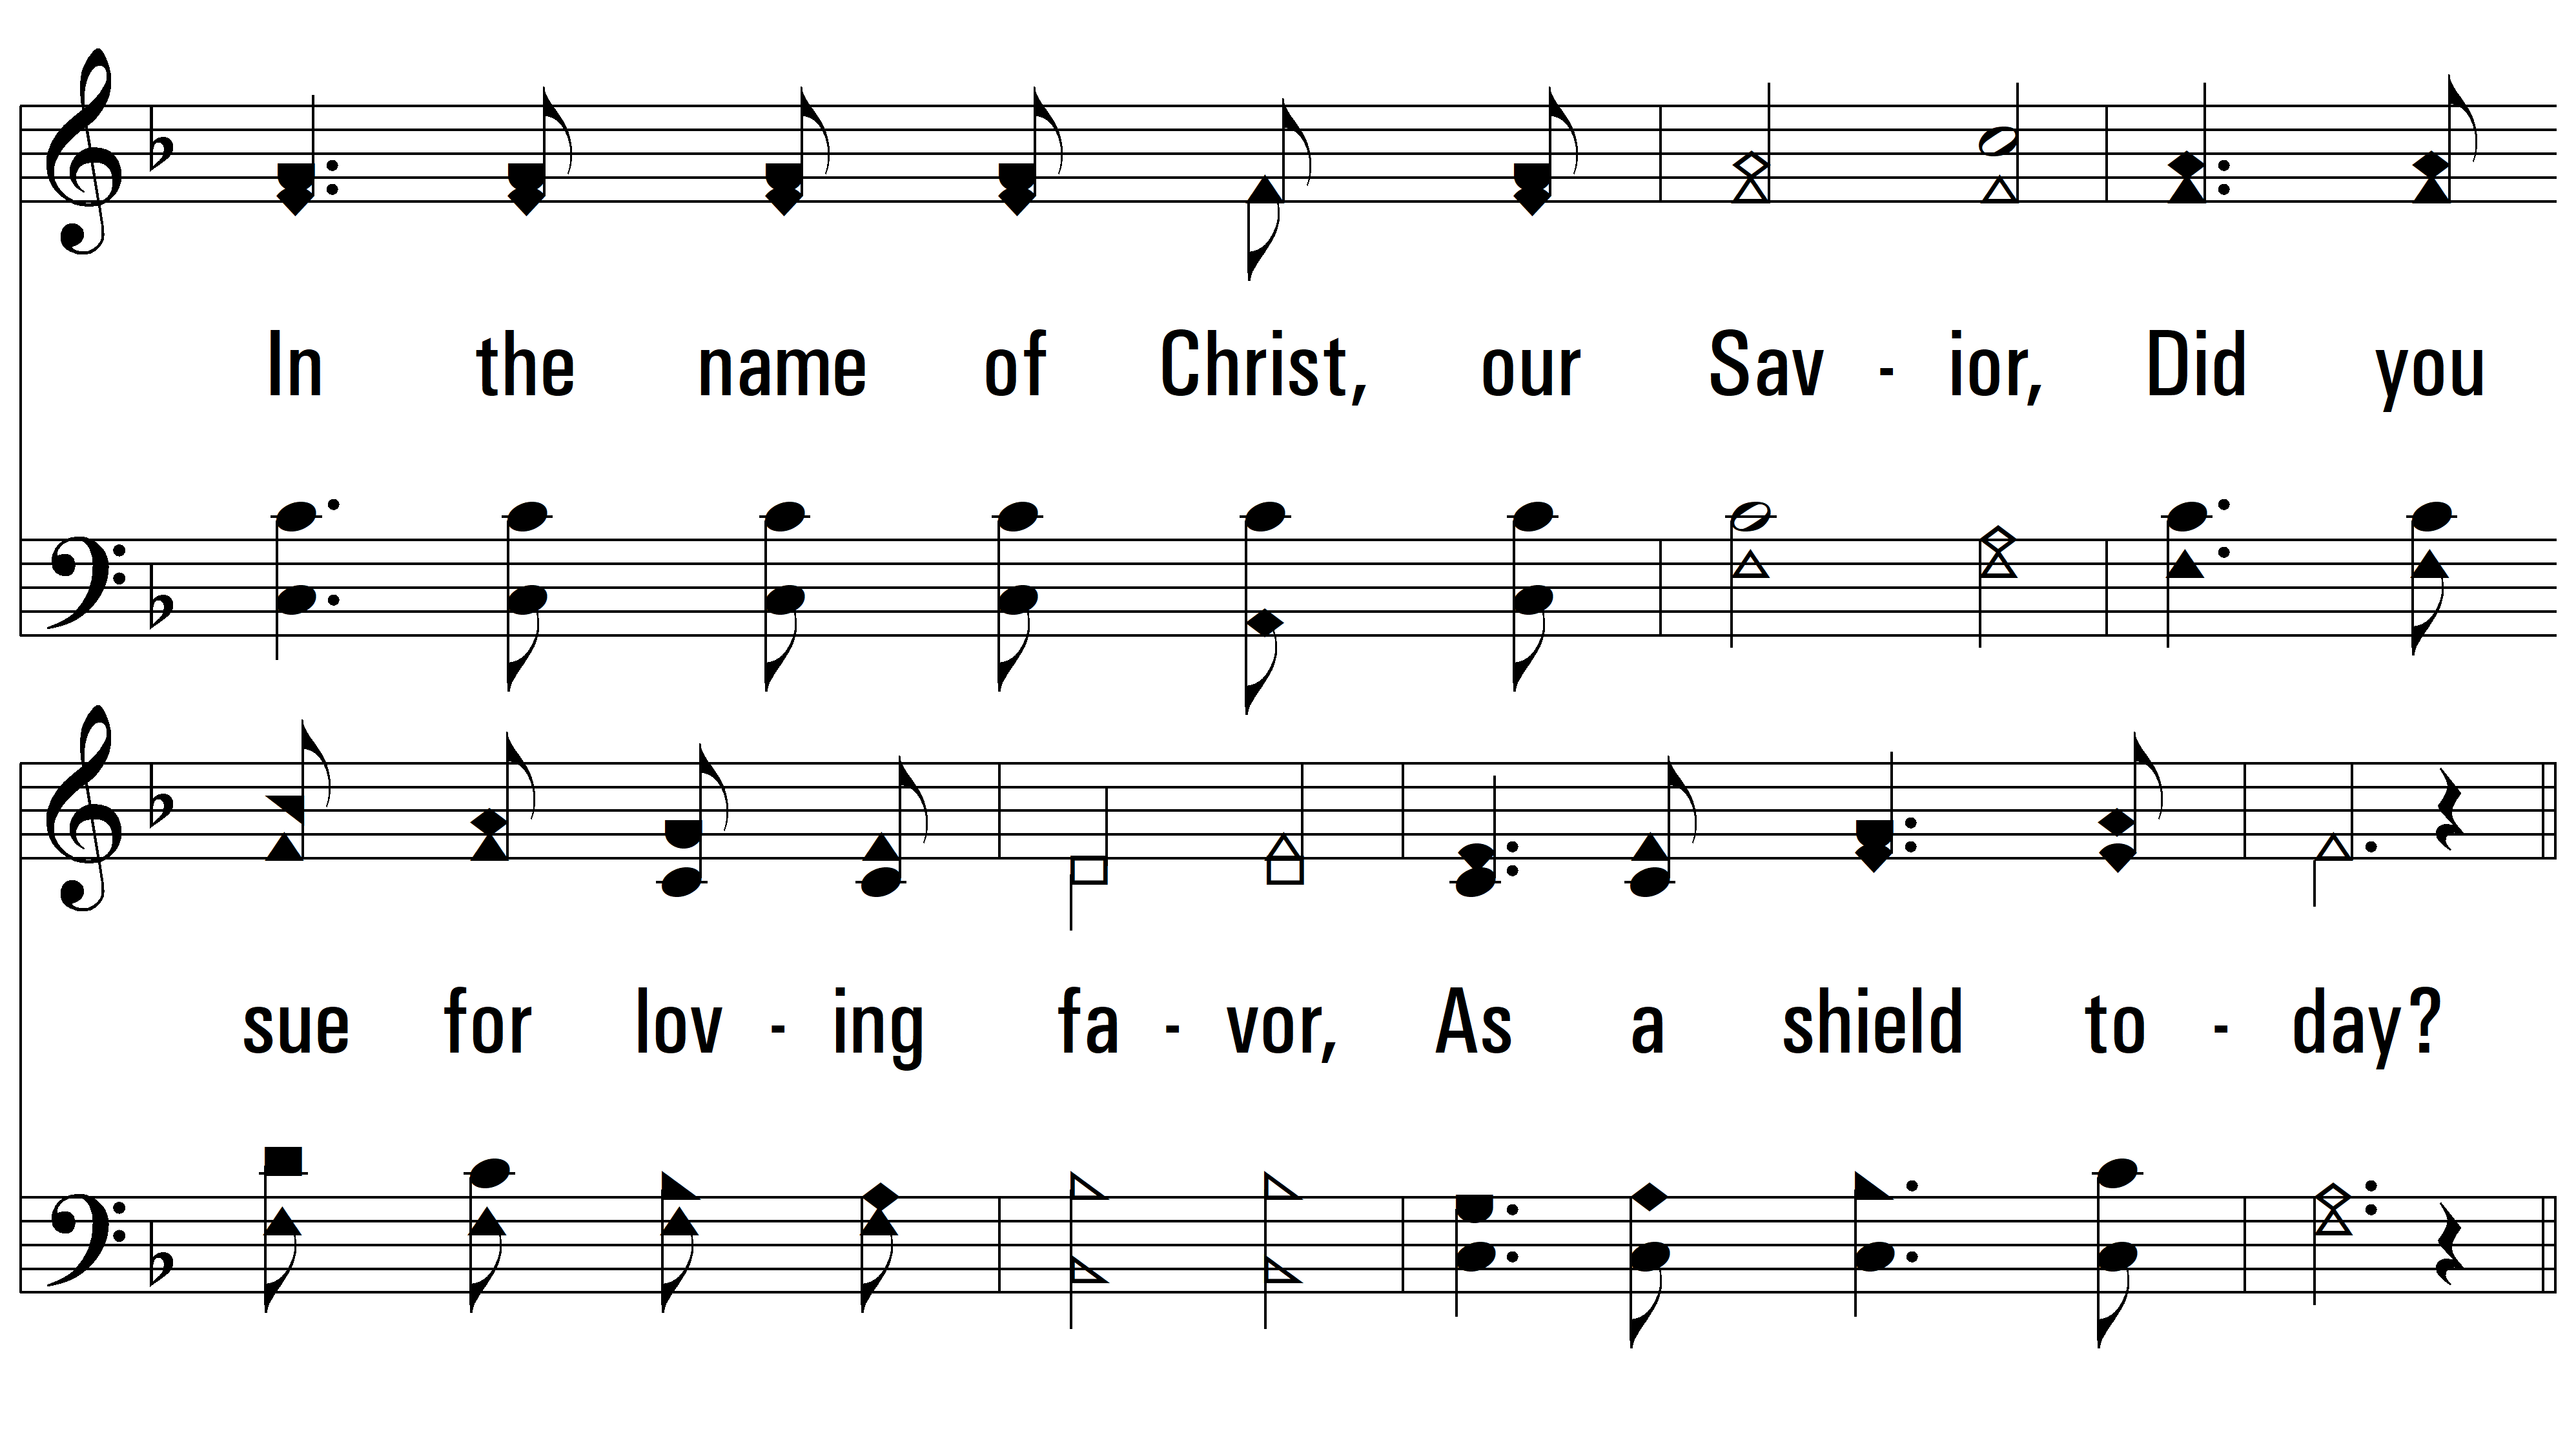 In the name of Christ, our Sav - ior, Did you
sue for lov - ing fa - vor, As a shield to - day?